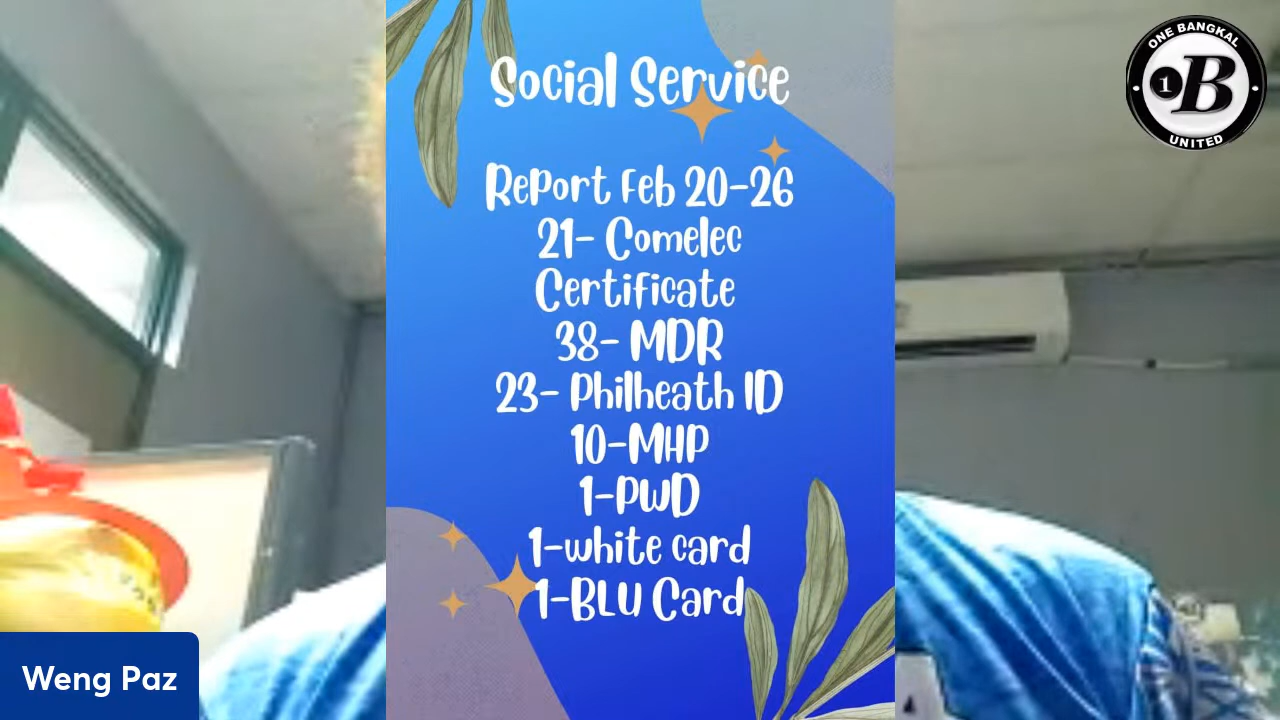 Social Service
Report Feb 20-26
21- Comelec
Certificate
38- MDR
23- Philheath ID
10-MHP
1-PWD
1-white card
1-BLU Card
ONE BANGKAL
1B
UNITED
Weng Paz